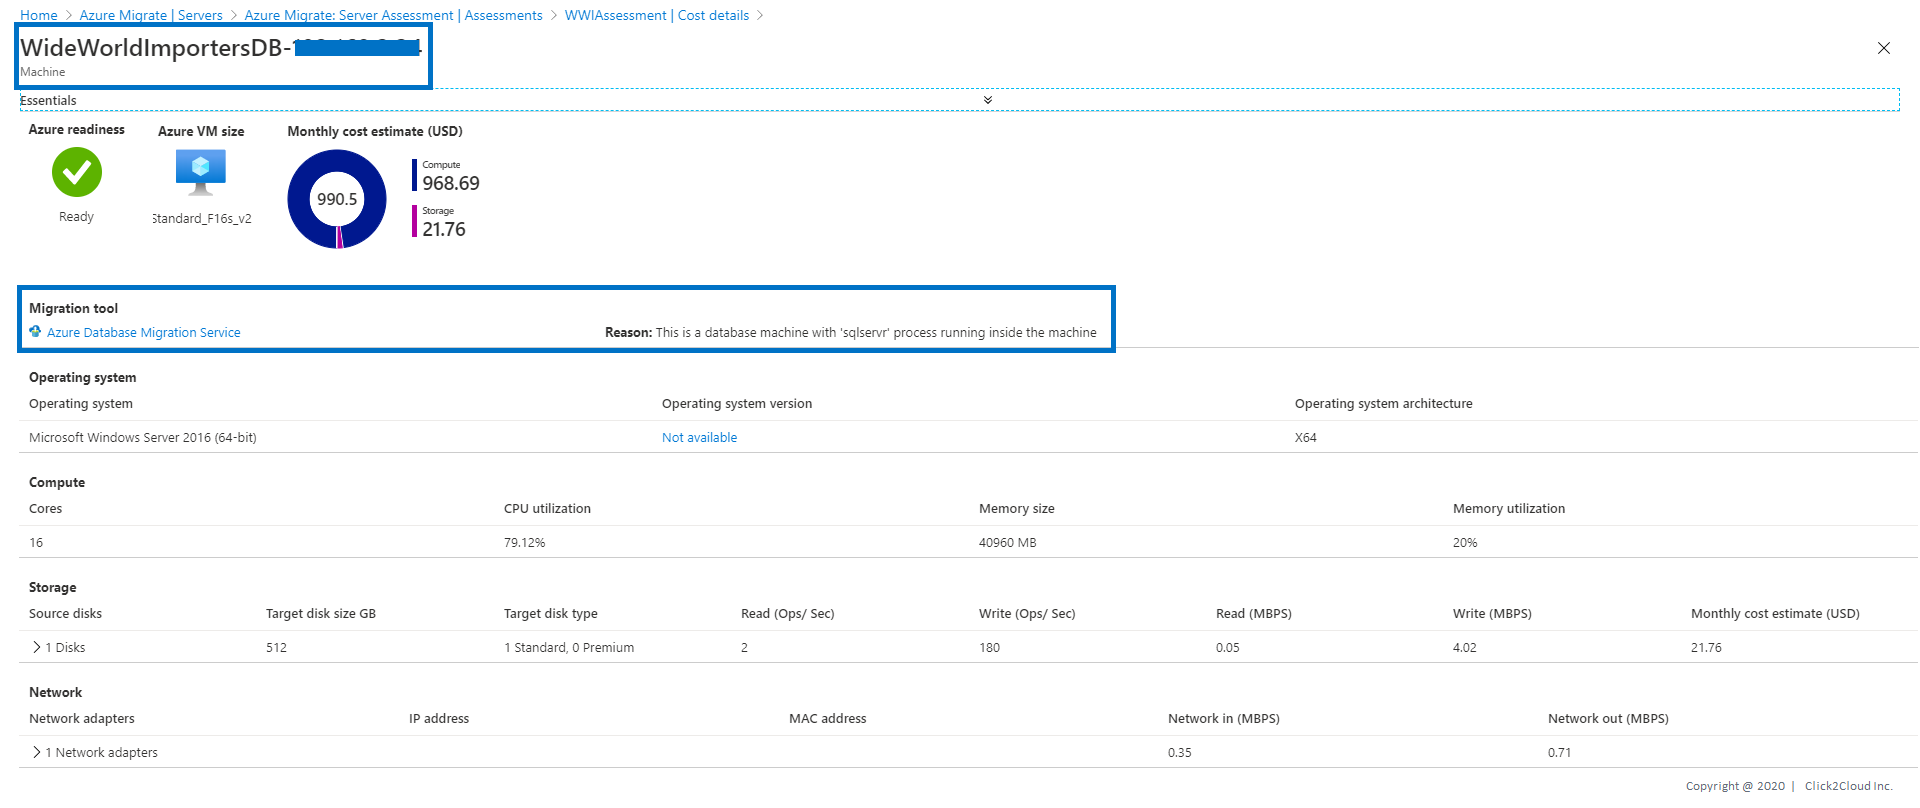 Home > Azure Migrate | Servers > Azure Migrate: Server Assessment | Assessments > WWIAssessment | Cost details >
WideWorldImportersDB-
Machine
Essentials
Azure readiness
Ready
Azure VM size
Standard_F16s_v2
Monthly cost estimate (USD)
990.5
Compute
968.69
Storage
21.76
Migration tool
Azure Database Migration Service Reason: This is a database machine with 'sqlservr' process running inside the machine
Operating system
Operating system Operating system version Operating system architecture
Microsoft Windows Server 2016 (64-bit) Not available X64
Compute
Cores CPU utilization Memory size Memory utilization
16 79.12% 40960 MB 20%
Storage
Source disks Target disk size GB Target disk type Read (Ops/ Sec) Write (Ops/ Sec) Read (MBPS) Write (MBPS) Monthly cost estimate (USD)
1 Disks 512 1 Standard, 0 Premium 2 180 0.05 4.02 21.76
Network
Network adapters IP address MAC address Network in (MBPS) Network out (MBPS)
1 Network adapters 0.35 0.71
Copyright @ 2020 | Click2Cloud Inc.